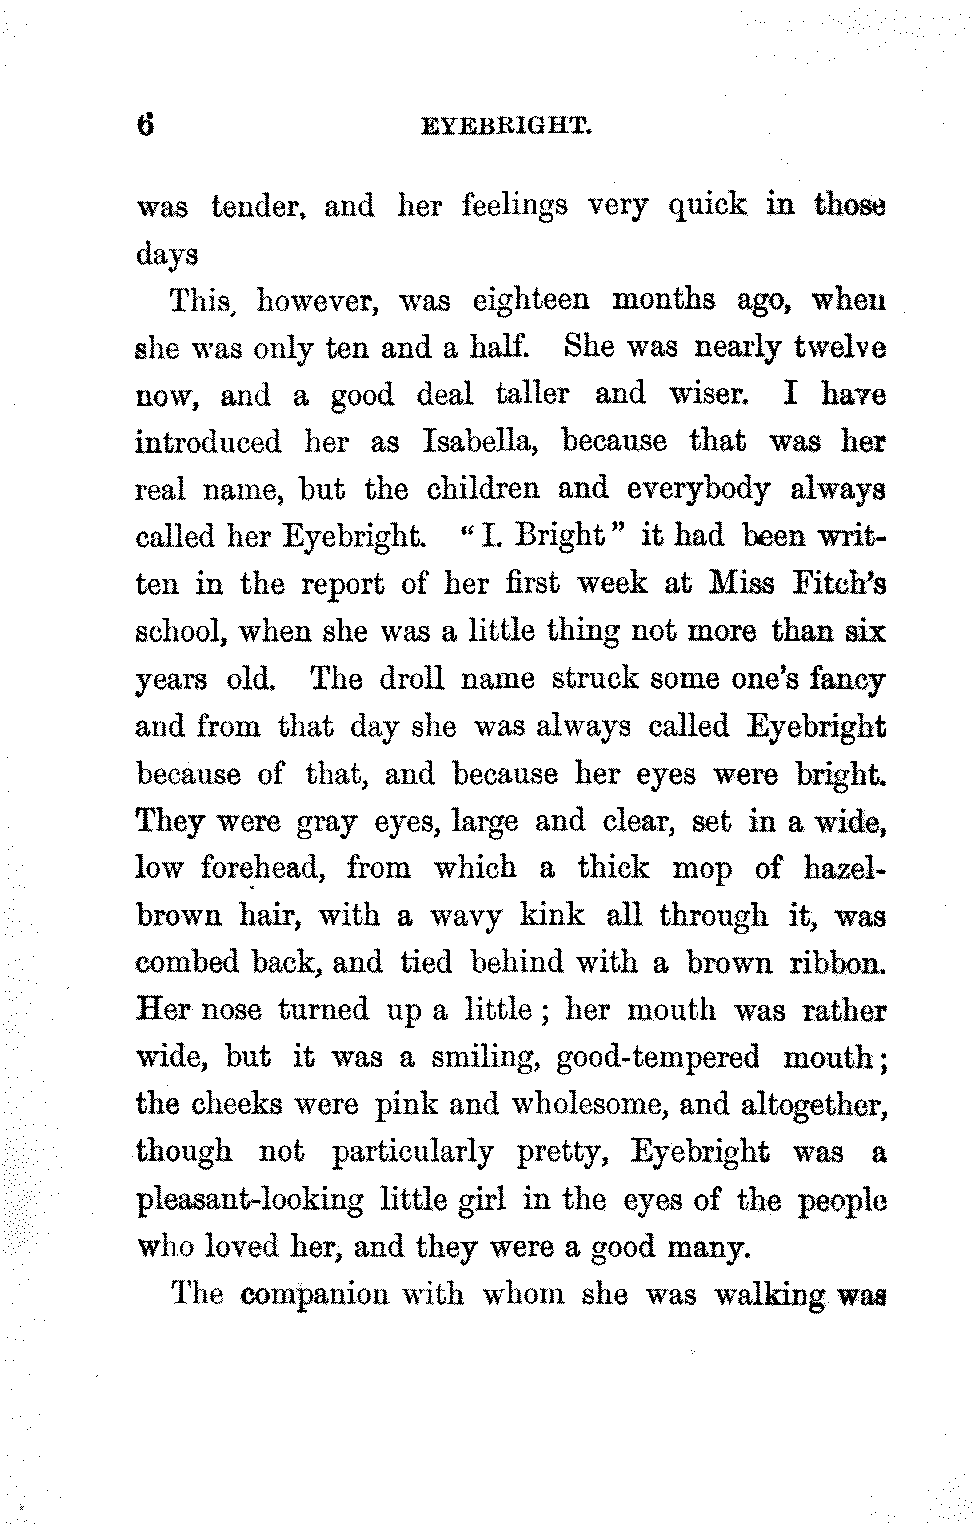 6 EYEBRIGHT.
was tender, and her feelings very quick in those
days
This, however, was eighteen months ago, when
she was only ten and a half. She was nearly twelve
now, and a good deal taller and wiser. I have
introduced her as Isabella, because that was her
real name, but the children and everybody always
called her Eyebright. "I. Bright" it had been writ-
ten in the report of her first week at Miss Fitch's
school, when she was a little thing not more than six
years old. The droll name struck some one's fancy
and from that day she was always called Eyebright
because of that, and because her eyes were bright.
They were gray eyes, large and clear, set in a wide,
low forehead, from which a thick mop of hazel-
brown hair, with a wavy kink all through it, was
combed back, and tied behind with a brown ribbon.
Her nose turned up a little; her mouth was rather
wide, but it was a smiling, good-tempered mouth;
the cheeks were pink and wholesome, and altogether,
though not particularly pretty, Eyebright was a
pleasant-looking little girl in the eyes of the people
who loved her, and they were a good many.
The companion with whom she was walking was